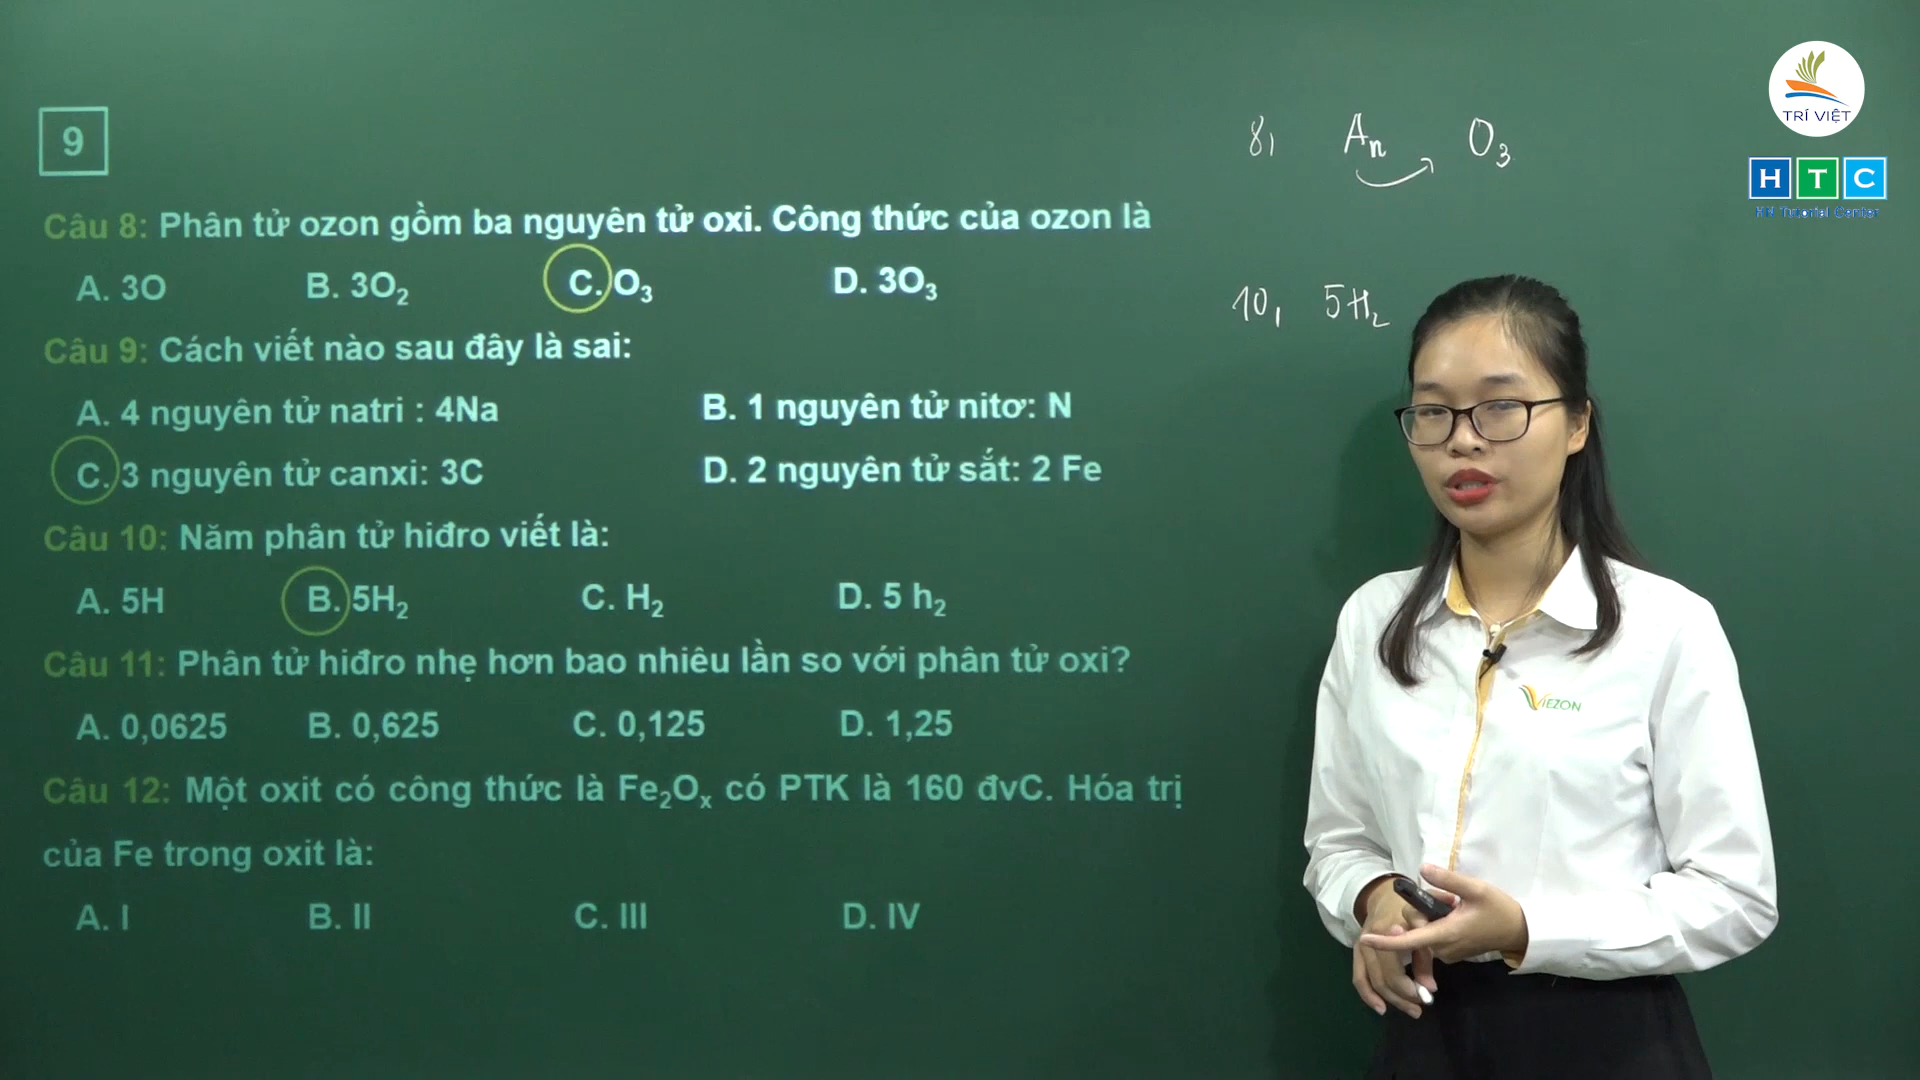 9
Câu 8: Phân tử ozon gồm ba nguyên tử oxi. Công thức của ozon là
A. 3O B. 3O₂ C. O₃ D. 3O₃
Câu 9: Cách viết nào sau đây là sai:
A. 4 nguyên tử natri : 4Na B. 1 nguyên tử nitơ: N
C. 3 nguyên tử canxi: 3C D. 2 nguyên tử sắt: 2 Fe
Câu 10: Năm phân tử hiđro viết là:
A. 5H B. 5H₂ C. H₂ D. 5 h₂
Câu 11: Phân tử hiđro nhẹ hơn bao nhiêu lần so với phân tử oxi?
A. 0,0625 B. 0,625 C. 0,125 D. 1,25
Câu 12: Một oxit có công thức là Fe₂Oₓ có PTK là 160 đvC. Hóa trị
của Fe trong oxit là:
A. I B. II C. III D. IV
8, Aₙ O₃
10, 5H₂
TRÍ VIỆT
HTC
HN Tutorial Center
VIEZON